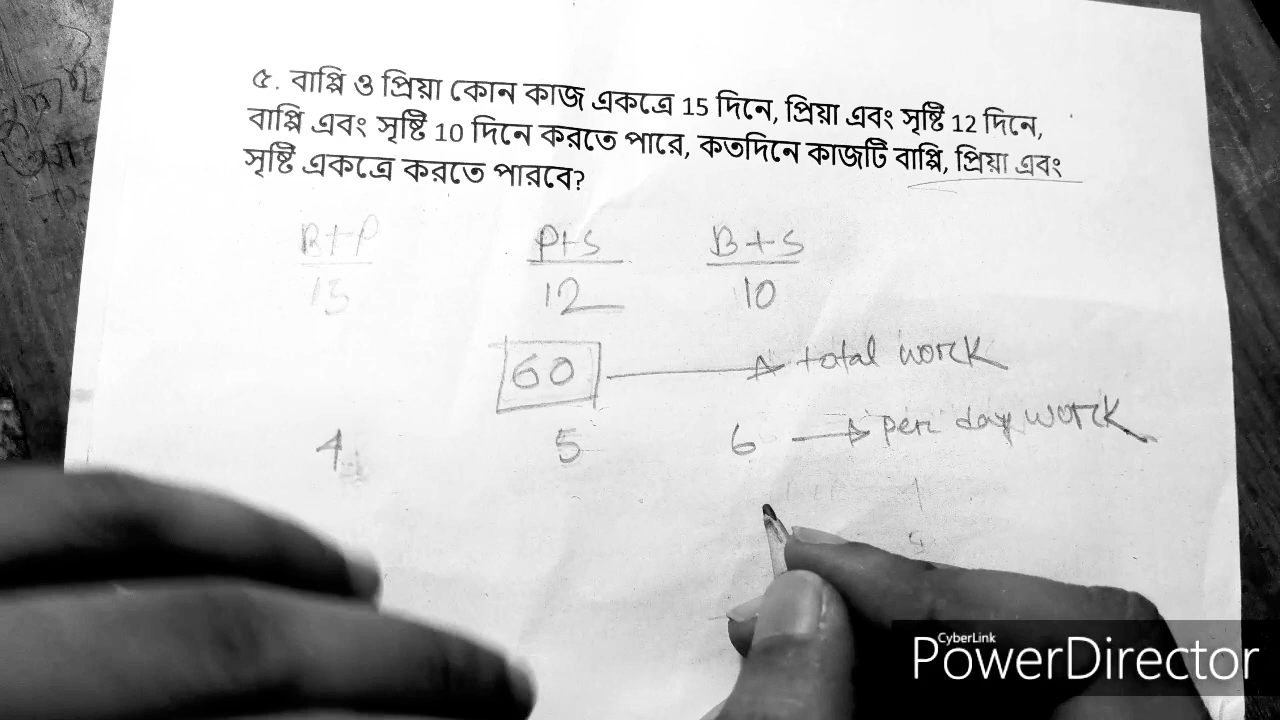 ৫. বাপ্পি ও প্রিয়া কোন কাজ একত্রে 15 দিনে, প্রিয়া এবং সৃষ্টি 12 দিনে,
বাপ্পি এবং সৃষ্টি 10 দিনে করতে পারে, কতদিনে কাজটি বাপ্পি, প্রিয়া এবং
সৃষ্টি একত্রে করতে পারবে?
B+P P+S B+S
15 12 10
60 → total work
4 5 6 → per day work
CyberLink
PowerDirector